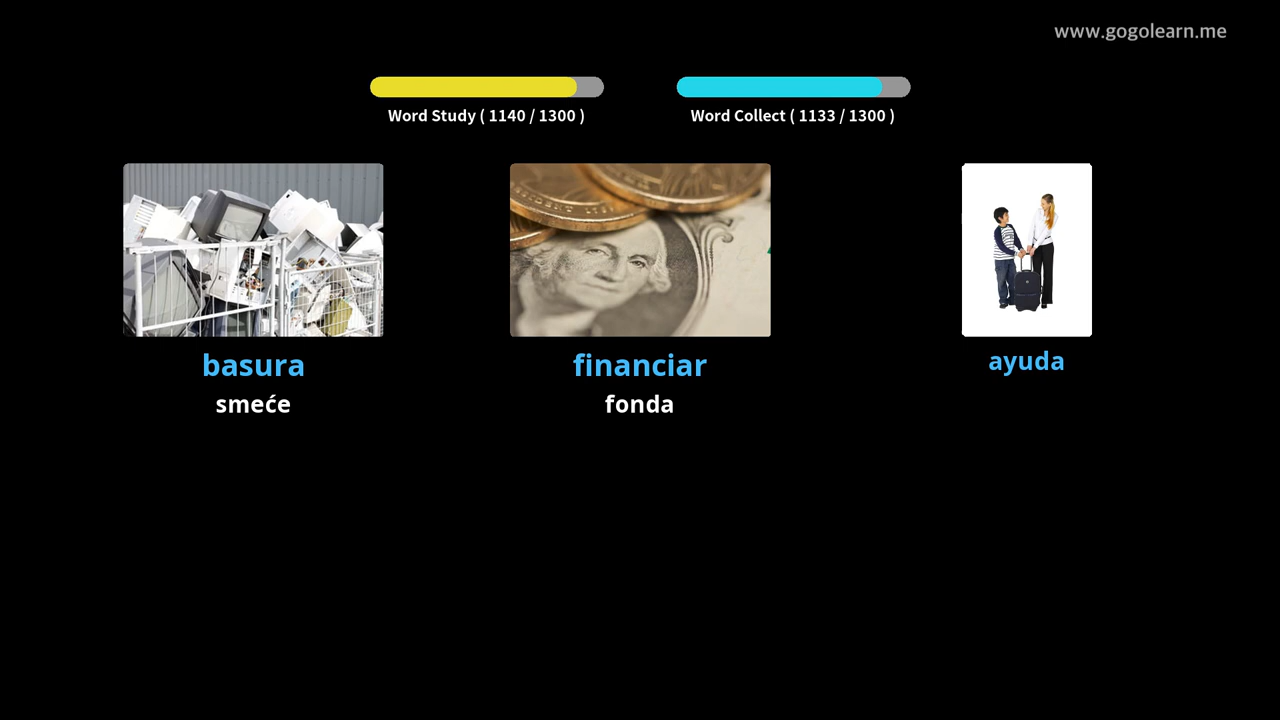 www.gogolearn.me
Word Study ( 1140 / 1300 )
Word Collect ( 1133 / 1300 )
basura
smeće
financiar
fonda
ayuda